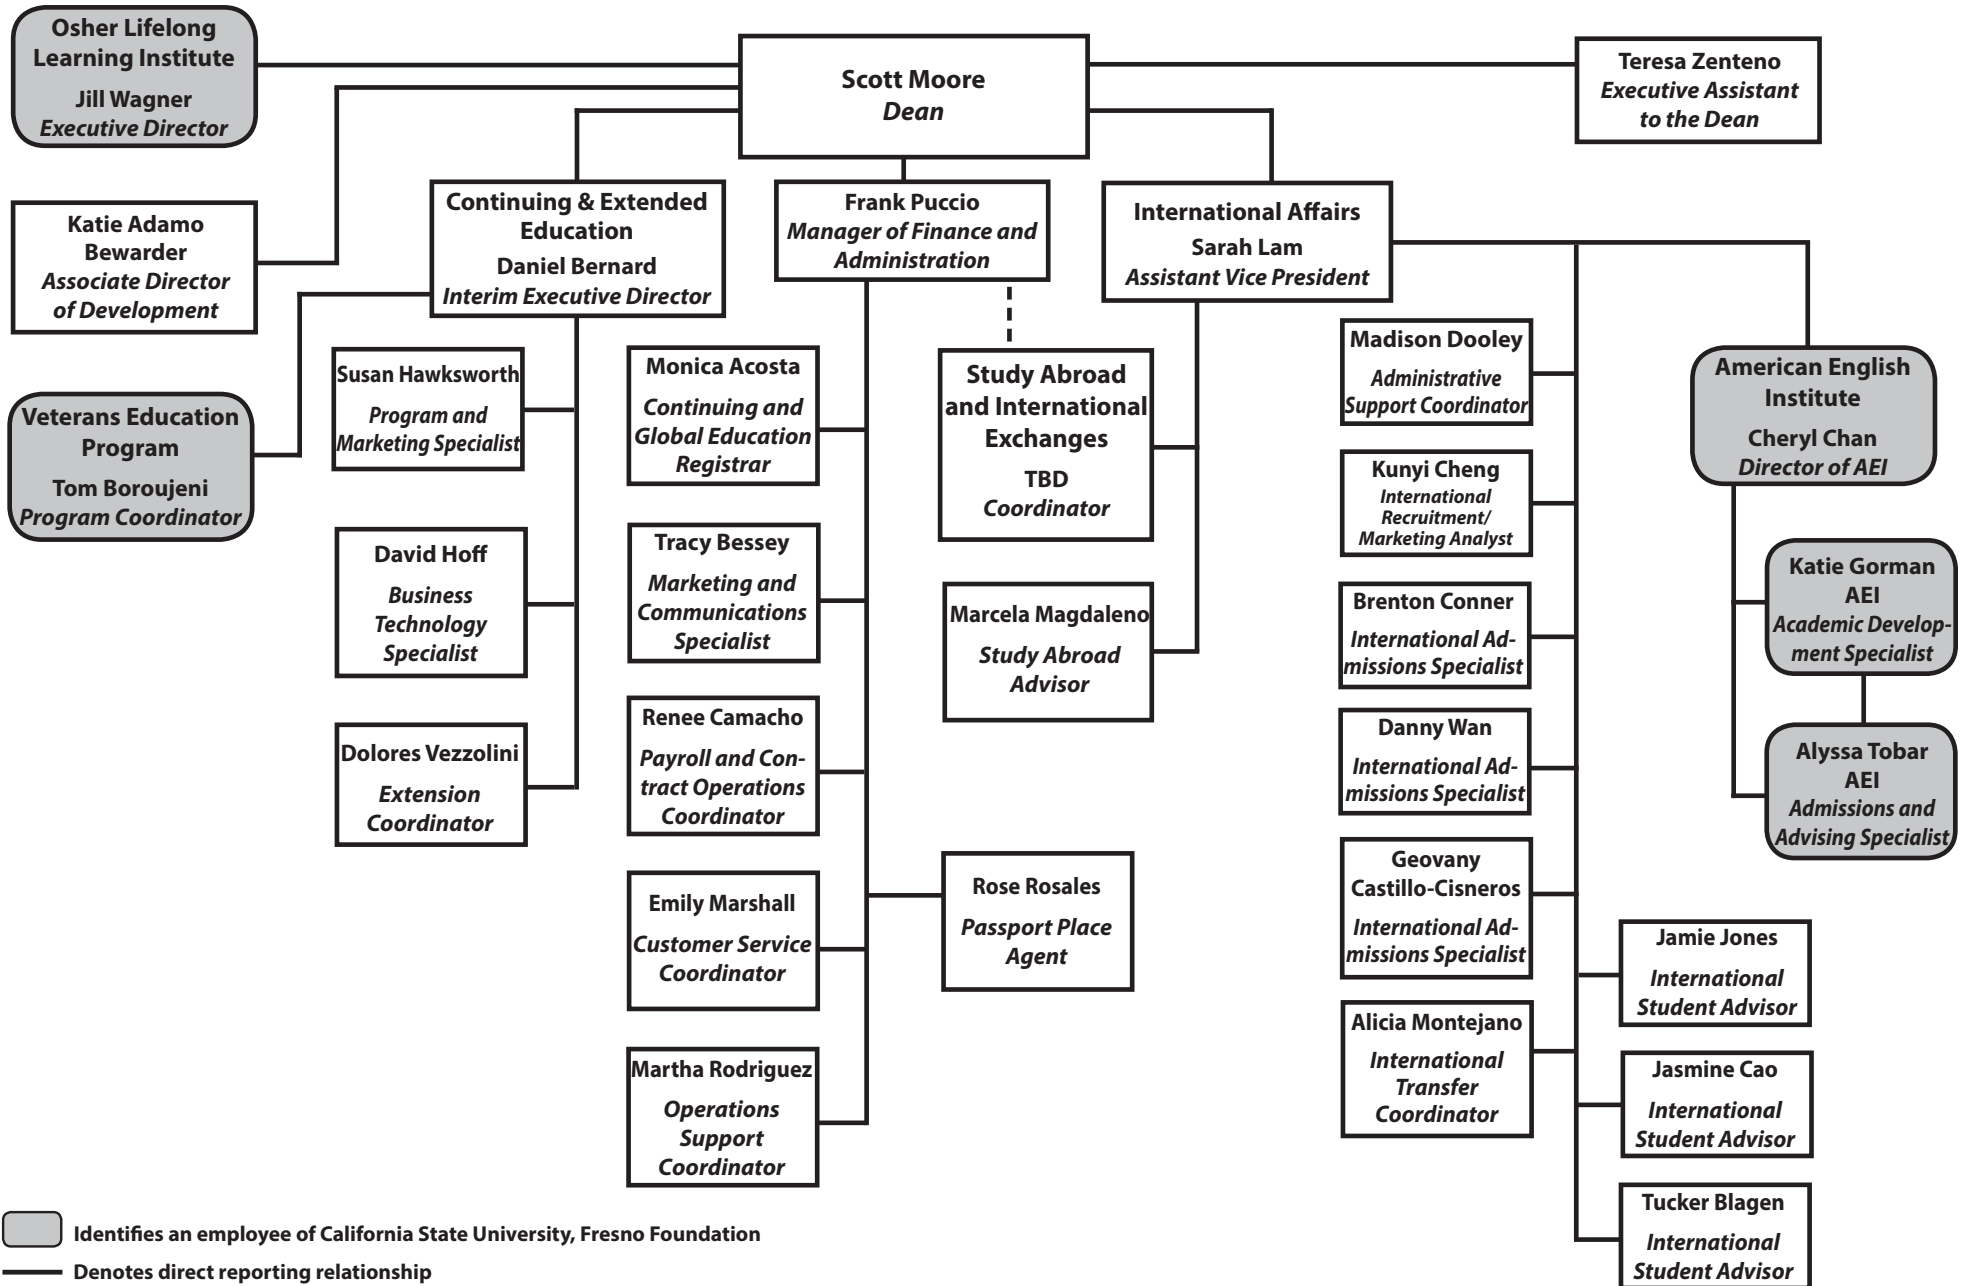 Osher Lifelong
Learning Institute
Jill Wagner
Executive Director
Scott Moore
Dean
Teresa Zenteno
Executive Assistant
to the Dean
Katie Adamo
Bewarder
Associate Director
of Development
Continuing & Extended
Education
Daniel Bernard
Interim Executive Director
Frank Puccio
Manager of Finance and
Administration
International Affairs
Sarah Lam
Assistant Vice President
Veterans Education
Program
Tom Boroujeni
Program Coordinator
Susan Hawksworth
Program and
Marketing Specialist
David Hoff
Business
Technology
Specialist
Dolores Vezzolini
Extension
Coordinator
Monica Acosta
Continuing and
Global Education
Registrar
Tracy Bessey
Marketing and
Communications
Specialist
Renee Camacho
Payroll and Con-
tract Operations
Coordinator
Emily Marshall
Customer Service
Coordinator
Martha Rodriguez
Operations
Support
Coordinator
Rose Rosales
Passport Place
Agent
Study Abroad
and International
Exchanges
TBD
Coordinator
Marcela Magdaleno
Study Abroad
Advisor
Madison Dooley
Administrative
Support Coordinator
Kunyi Cheng
International
Recruitment/
Marketing Analyst
Brenton Conner
International Ad-
missions Specialist
Danny Wan
International Ad-
missions Specialist
Geovany
Castillo-Cisneros
International Ad-
missions Specialist
Alicia Montejano
International
Transfer
Coordinator
Jamie Jones
International
Student Advisor
Jasmine Cao
International
Student Advisor
Tucker Blagen
International
Student Advisor
American English
Institute
Cheryl Chan
Director of AEI
Katie Gorman
AEI
Academic Develop-
ment Specialist
Alyssa Tobar
AEI
Admissions and
Advising Specialist
Identifies an employee of California State University, Fresno Foundation
Denotes direct reporting relationship